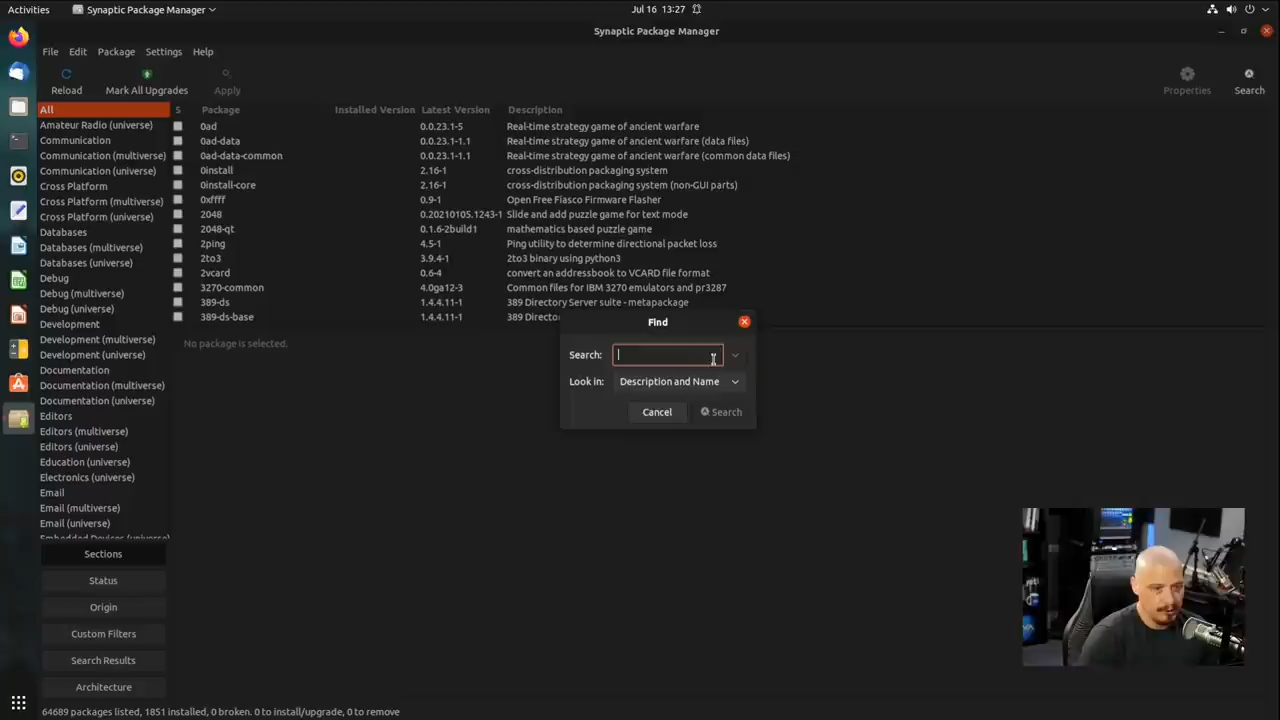 Activities
Synaptic Package Manager
Jul 16 13:27
Synaptic Package Manager
File Edit Package Settings Help
Reload
Mark All Upgrades
Apply
Properties
Search
All
Amateur Radio (universe)
Communication
Communication (multiverse)
Communication (universe)
Cross Platform
Cross Platform (multiverse)
Cross Platform (universe)
Databases
Databases (multiverse)
Databases (universe)
Debug
Debug (multiverse)
Debug (universe)
Development
Development (multiverse)
Development (universe)
Documentation
Documentation (multiverse)
Documentation (universe)
Editors
Editors (multiverse)
Editors (universe)
Education (universe)
Electronics (universe)
Email
Email (multiverse)
Email (universe)
Embedded Devices (universe)
Sections
Status
Origin
Custom Filters
Search Results
Architecture
S Package Installed Version Latest Version Description
0ad 0.0.23.1-5 Real-time strategy game of ancient warfare
0ad-data 0.0.23.1-1.1 Real-time strategy game of ancient warfare (data files)
0ad-data-common 0.0.23.1-1.1 Real-time strategy game of ancient warfare (common data files)
0install 2.16-1 cross-distribution packaging system
0install-core 2.16-1 cross-distribution packaging system (non-GUI parts)
0xffff 0.9-1 Open Free Fiasco Firmware Flasher
2048 0.20210105.1243-1 Slide and add puzzle game for text mode
2048-qt 0.1.6-2build1 mathematics based puzzle game
2ping 4.5-1 Ping utility to determine directional packet loss
2to3 3.9.4-1 2to3 binary using python3
2vcard 0.6-4 convert an addressbook to VCARD file format
3270-common 4.0ga12-3 Common files for IBM 3270 emulators and pr3287
389-ds 1.4.4.11-1 389 Directory Server suite - metapackage
389-ds-base 1.4.4.11-1 389 Directo
No package is selected.
Find
Search:
Look in: Description and Name
Cancel
Search
64689 packages listed, 1851 installed, 0 broken. 0 to install/upgrade, 0 to remove